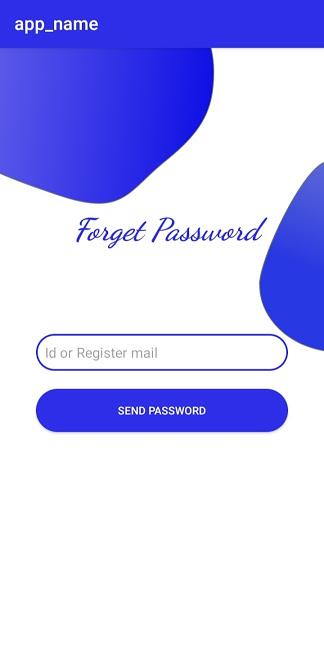 app_name
Forget Password
Id or Register mail
SEND PASSWORD